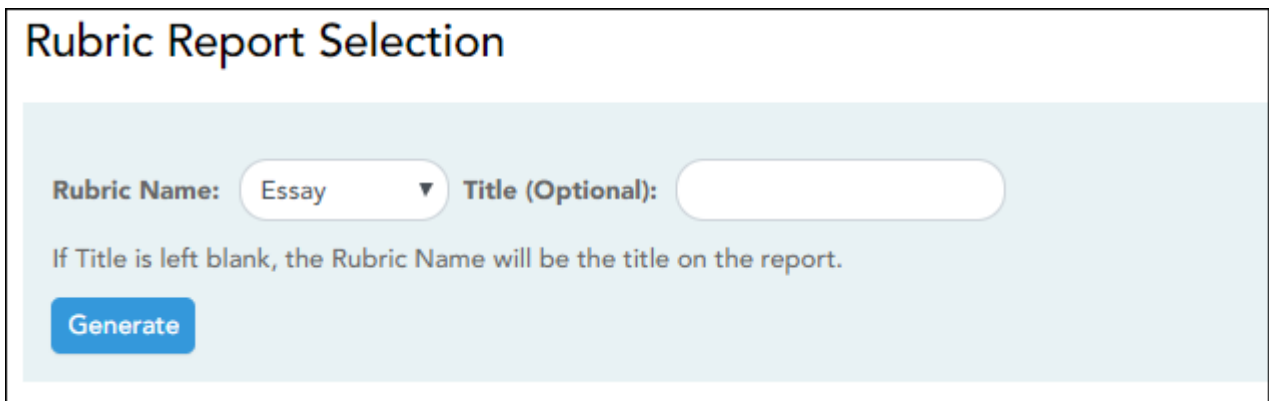 Rubric Report Selection
Rubric Name: Essay Title (Optional):
If Title is left blank, the Rubric Name will be the title on the report.
Generate